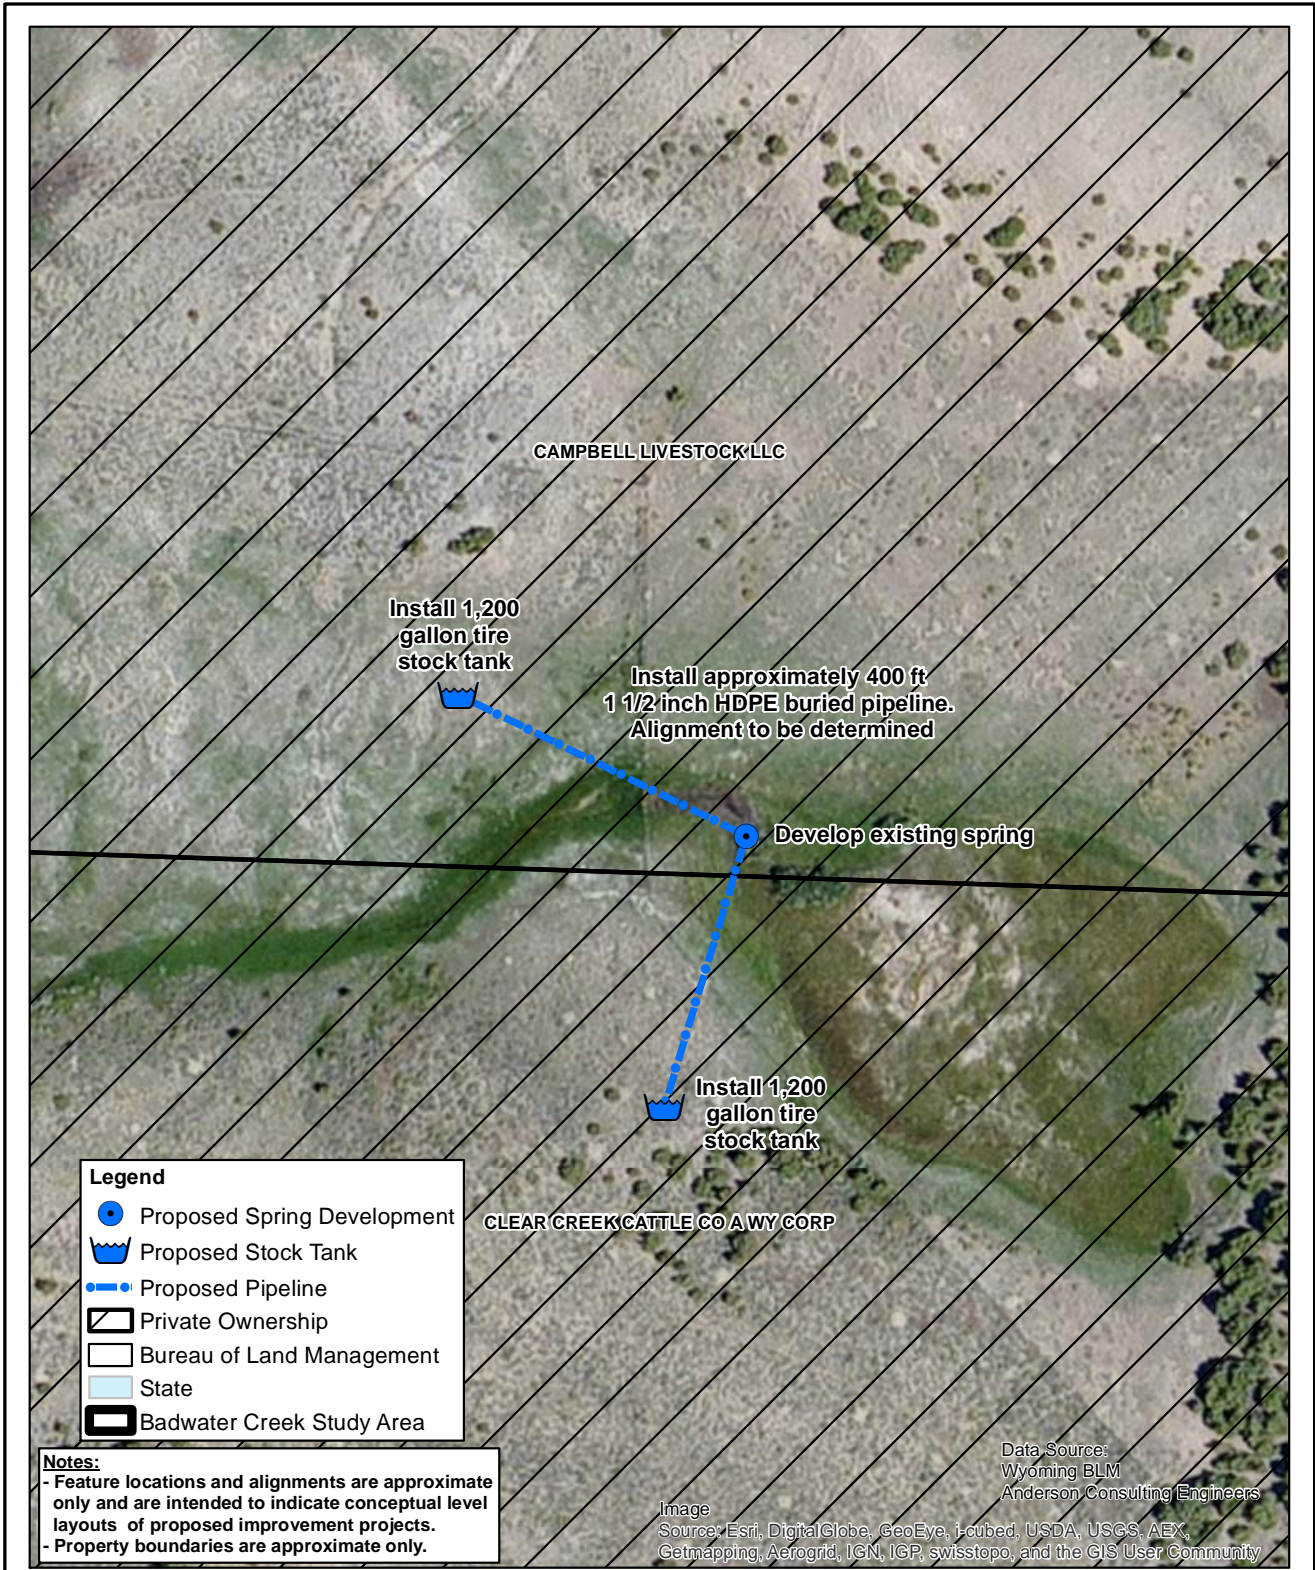 CAMPBELL LIVESTOCK LLC
Install 1,200
gallon tire
stock tank
Install approximately 400 ft
1 1/2 inch HDPE buried pipeline.
Alignment to be determined
Develop existing spring
Install 1,200
gallon tire
stock tank
CLEAR CREEK CATTLE CO A WY CORP
Legend
Proposed Spring Development
Proposed Stock Tank
Proposed Pipeline
Private Ownership
Bureau of Land Management
State
Badwater Creek Study Area
Notes:
- Feature locations and alignments are approximate
only and are intended to indicate conceptual level
layouts of proposed improvement projects.
- Property boundaries are approximate only.
Data Source:
Wyoming BLM
Anderson Consulting Engineers
Image
Source: Esri, DigitalGlobe, GeoEye, i-cubed, USDA, USGS, AEX,
Getmapping, Aerogrid, IGN, IGP, swisstopo, and the GIS User Community